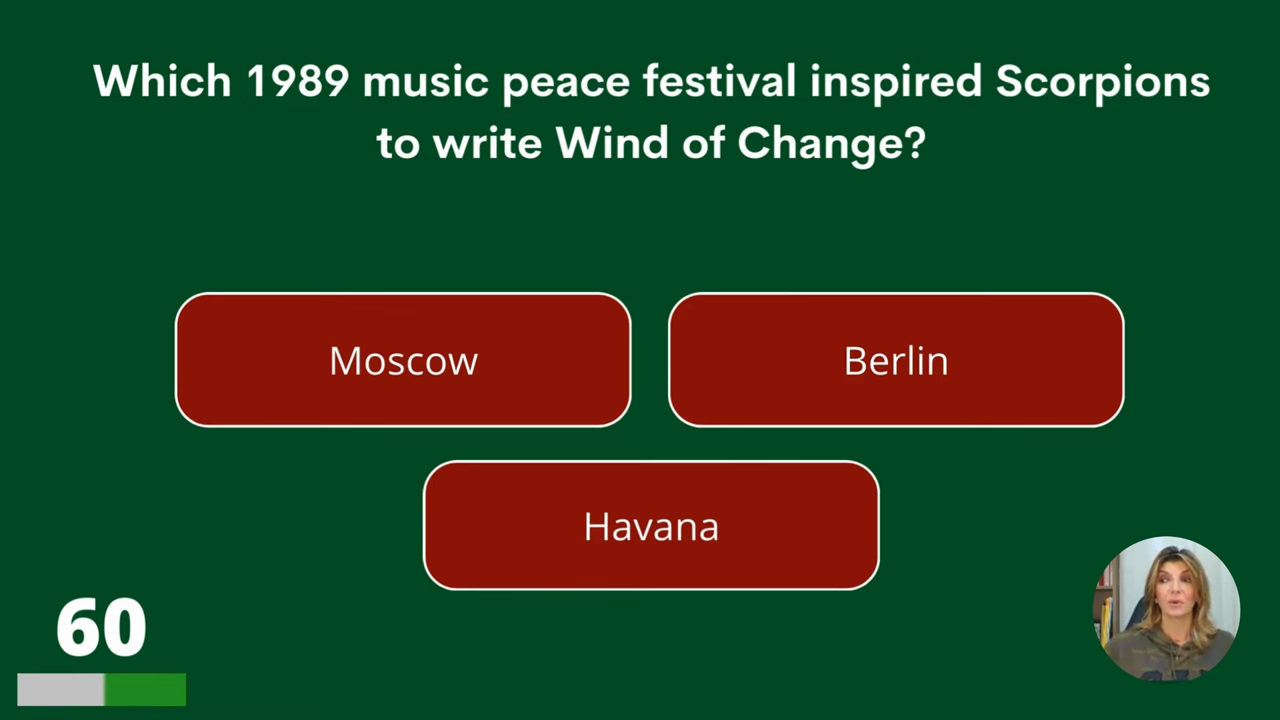 Which 1989 music peace festival inspired Scorpions
to write Wind of Change?
Moscow
Berlin
Havana
60